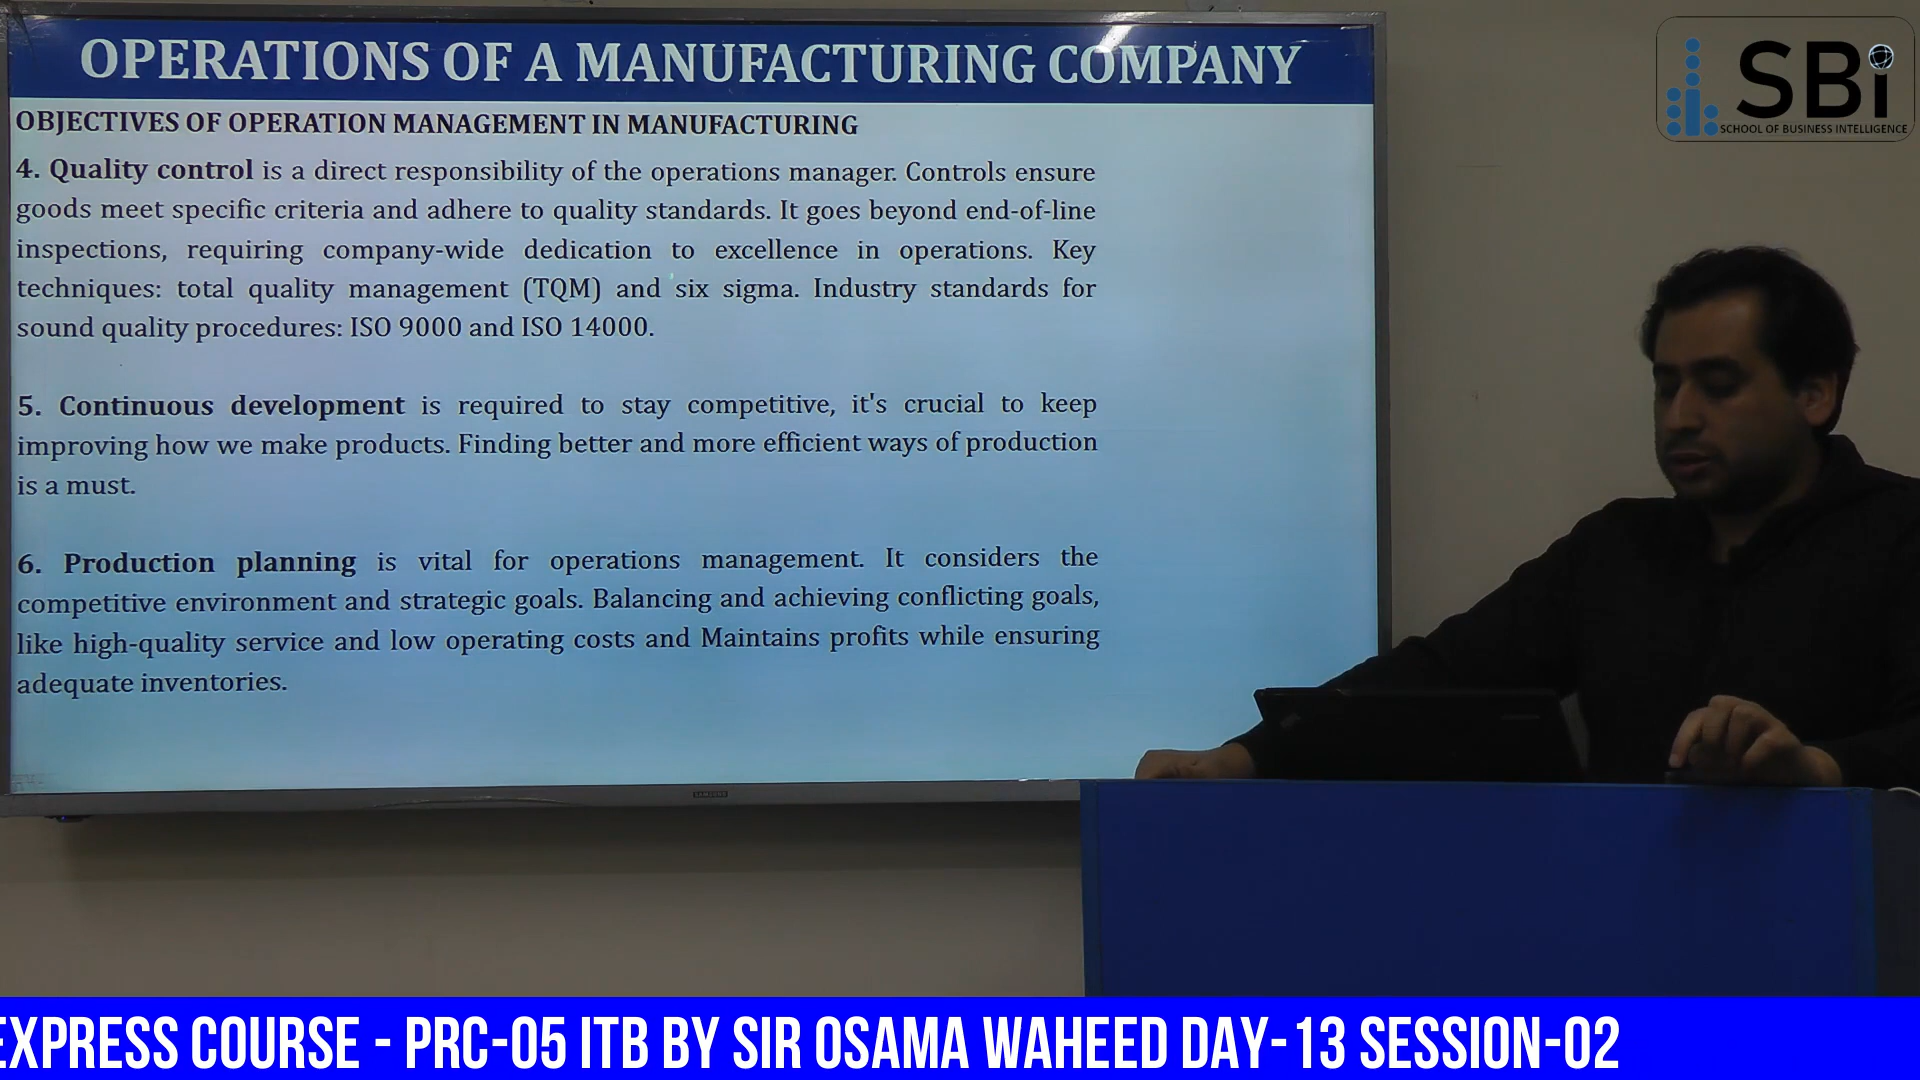 OPERATIONS OF A MANUFACTURING COMPANY
OBJECTIVES OF OPERATION MANAGEMENT IN MANUFACTURING
4. Quality control is a direct responsibility of the operations manager. Controls ensure
goods meet specific criteria and adhere to quality standards. It goes beyond end-of-line
inspections, requiring company-wide dedication to excellence in operations. Key
techniques: total quality management (TQM) and six sigma. Industry standards for
sound quality procedures: ISO 9000 and ISO 14000.
5. Continuous development is required to stay competitive, it's crucial to keep
improving how we make products. Finding better and more efficient ways of production
is a must.
6. Production planning is vital for operations management. It considers the
competitive environment and strategic goals. Balancing and achieving conflicting goals,
like high-quality service and low operating costs and Maintains profits while ensuring
adequate inventories.
SAMSUNG
SBi
SCHOOL OF BUSINESS INTELLIGENCE
EXPRESS COURSE - PRC-05 ITB BY SIR OSAMA WAHEED DAY-13 SESSION-02